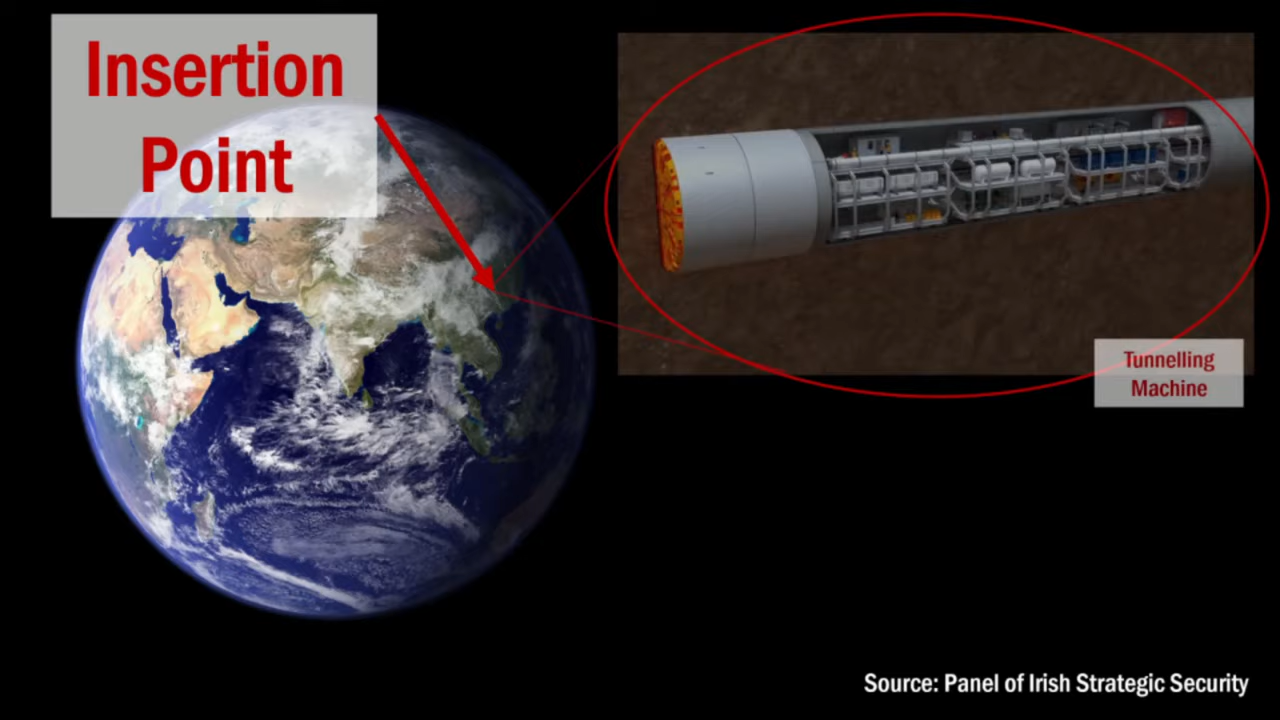 Insertion
Point
Tunnelling
Machine
Source: Panel of Irish Strategic Security